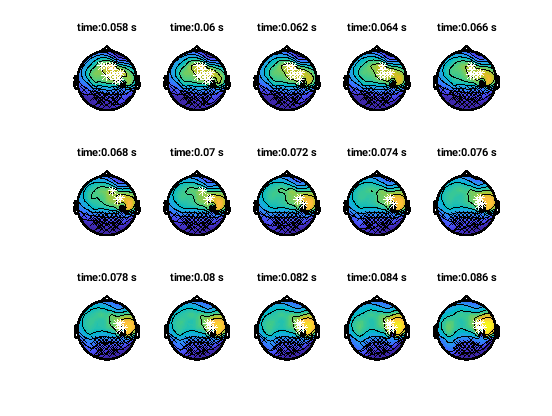 time:0.058 s time:0.06 s time:0.062 s time:0.064 s time:0.066 s
time:0.068 s time:0.07 s time:0.072 s time:0.074 s time:0.076 s
time:0.078 s time:0.08 s time:0.082 s time:0.084 s time:0.086 s